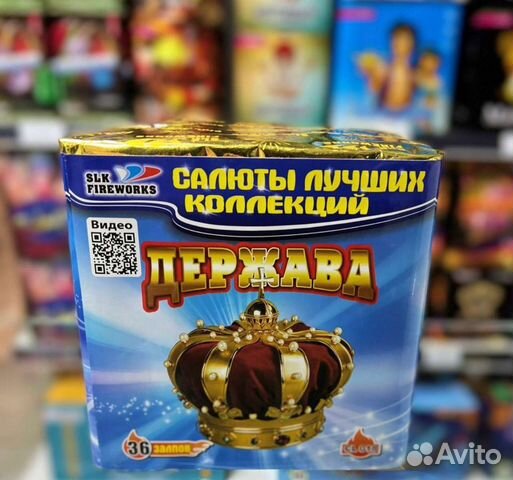 SLK
FIREWORKS
САЛЮТЫ ЛУЧШИХ
КОЛЛЕКЦИЙ
Видео
ДЕРЖАВА
36 ЗАЛПОВ
Avito